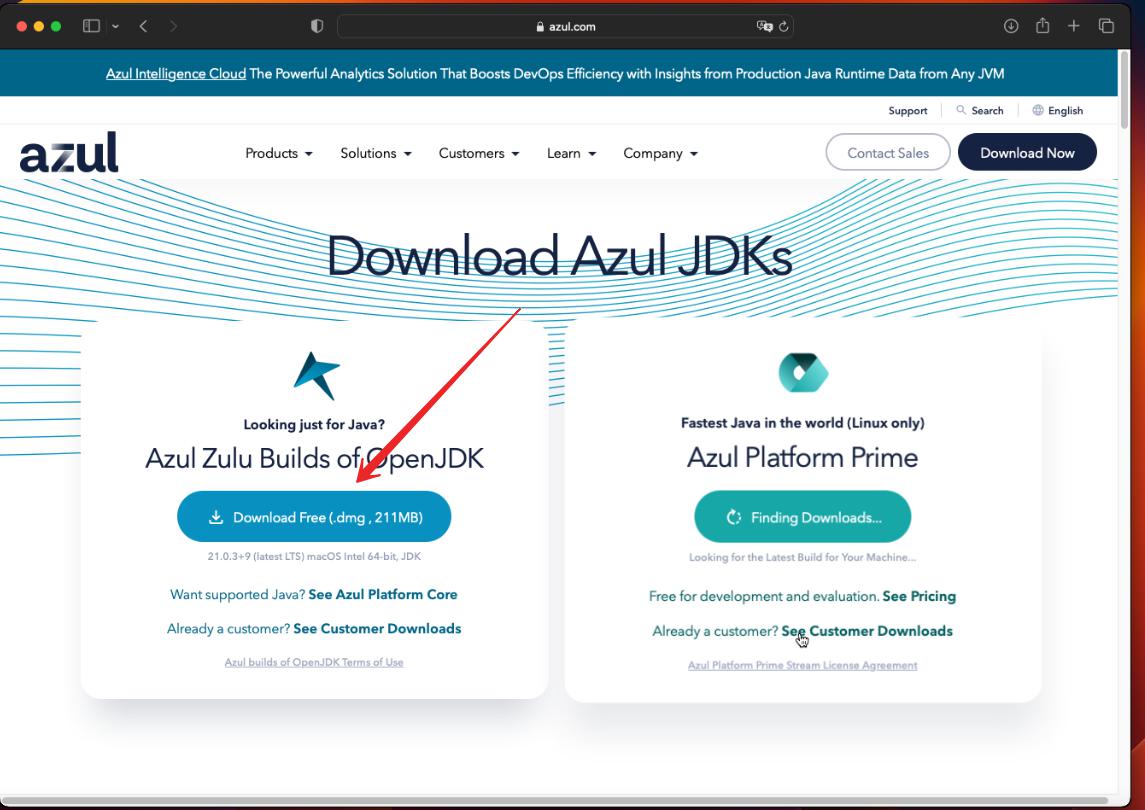 azul.com
Azul Intelligence Cloud The Powerful Analytics Solution That Boosts DevOps Efficiency with Insights from Production Java Runtime Data from Any JVM
Support Search English
azul Products Solutions Customers Learn Company Contact Sales Download Now
Download Azul JDKs
Looking just for Java?
Azul Zulu Builds of OpenJDK
Download Free (.dmg , 211MB)
21.0.3+9 (latest LTS) macOS Intel 64-bit, JDK
Want supported Java? See Azul Platform Core
Already a customer? See Customer Downloads
Azul builds of OpenJDK Terms of Use
Fastest Java in the world (Linux only)
Azul Platform Prime
Finding Downloads...
Looking for the Latest Build for Your Machine...
Free for development and evaluation. See Pricing
Already a customer? See Customer Downloads
Azul Platform Prime Stream License Agreement